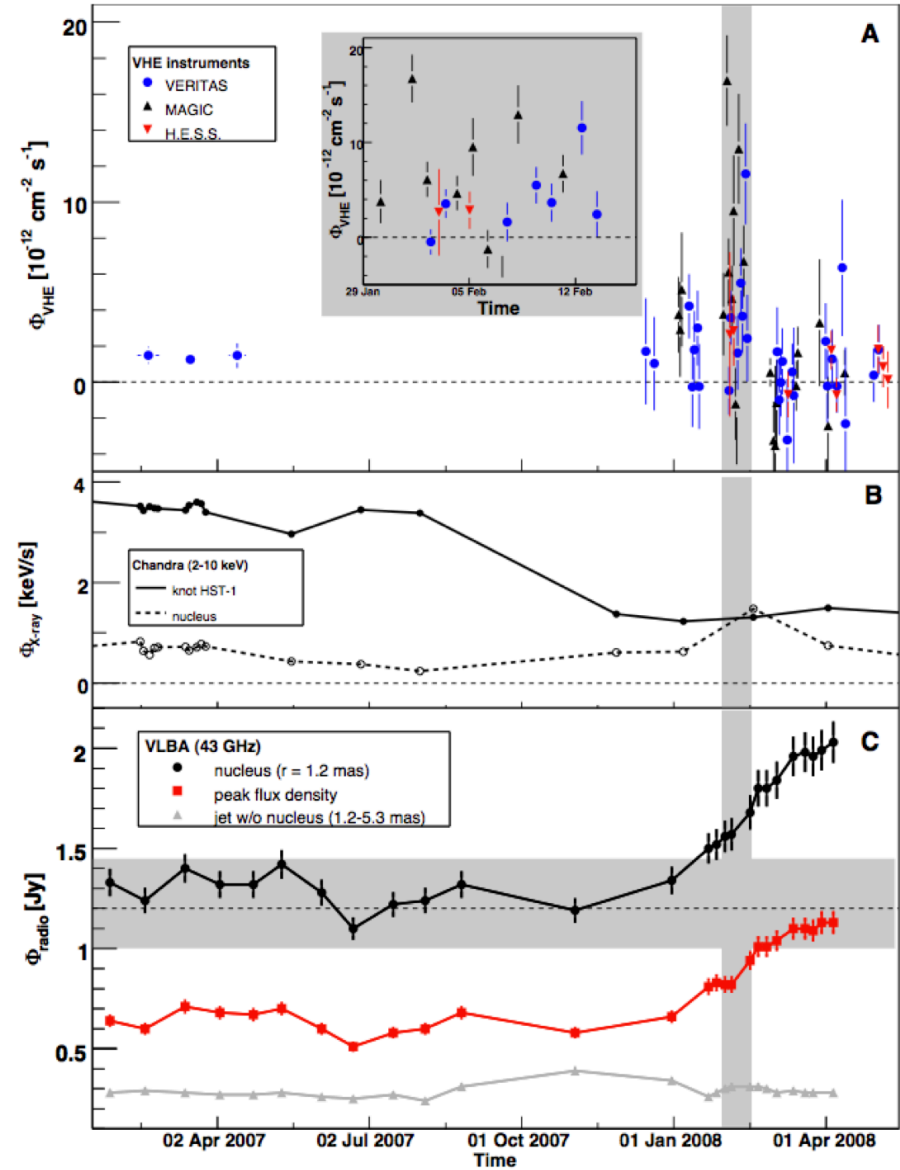 A
20
10
0
Φ_VHE [10⁻¹² cm⁻² s⁻¹]
VHE instruments
VERITAS
MAGIC
H.E.S.S.
20
10
0
Φ_VHE [10⁻¹² cm⁻² s⁻¹]
29 Jan
05 Feb
12 Feb
Time
B
4
2
0
Φ_X-ray [keV/s]
Chandra (2-10 keV)
knot HST-1
nucleus
C
2
1.5
1
0.5
Φ_radio [Jy]
VLBA (43 GHz)
nucleus (r = 1.2 mas)
peak flux density
jet w/o nucleus (1.2-5.3 mas)
02 Apr 2007
02 Jul 2007
01 Oct 2007
01 Jan 2008
01 Apr 2008
Time